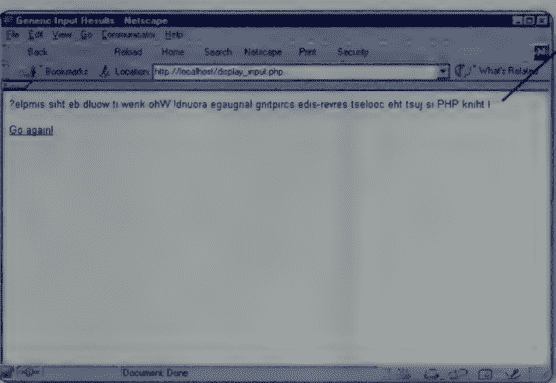 Generic Input Results - Netscape
File Edit View Go Communicator Help
Back Reload Home Search Netscape Print Security
Bookmarks Location: http://localhost/display_input.php What's Related
?elpmis siht eb dluow ti wenk ohW !dnuora egaugnal gntpircs edis-revres tselooc eht tsuj si PHP kniht I
Go again!
Document: Done